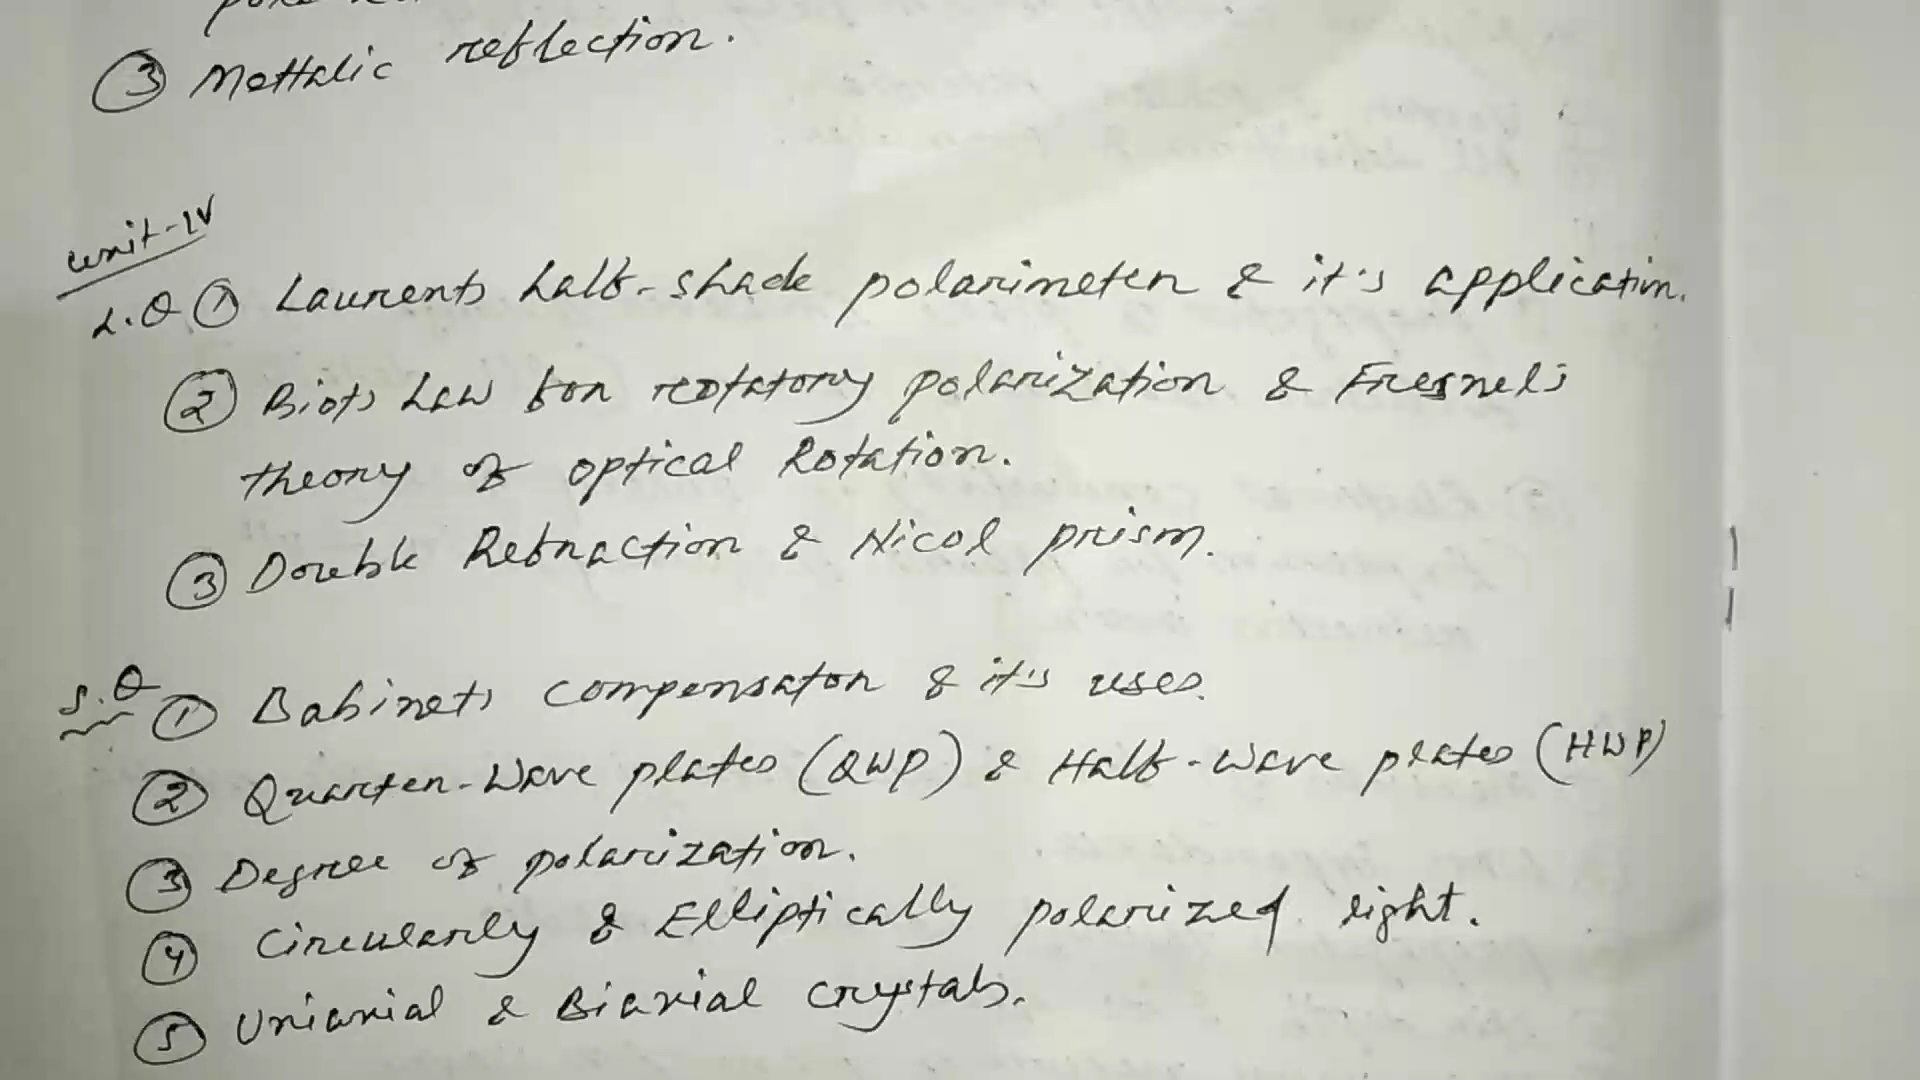 ③ Mettalic reflection.
Unit-IV
L.Q ① Laurents half-shade polarimeter & it's application.
② Biots Law for rotatory polarization & Fresnel's
theory of optical Rotation.
③ Double Refraction & Nicol prism.
S.Q ① Babinets compensator & it's uses.
② Quarter-Wave plates (QWP) & Half-wave plates (HWP)
③ Degree of polarization.
④ Circularly & Elliptically polarized light.
⑤ Uniaxial & Biaxial crystals.